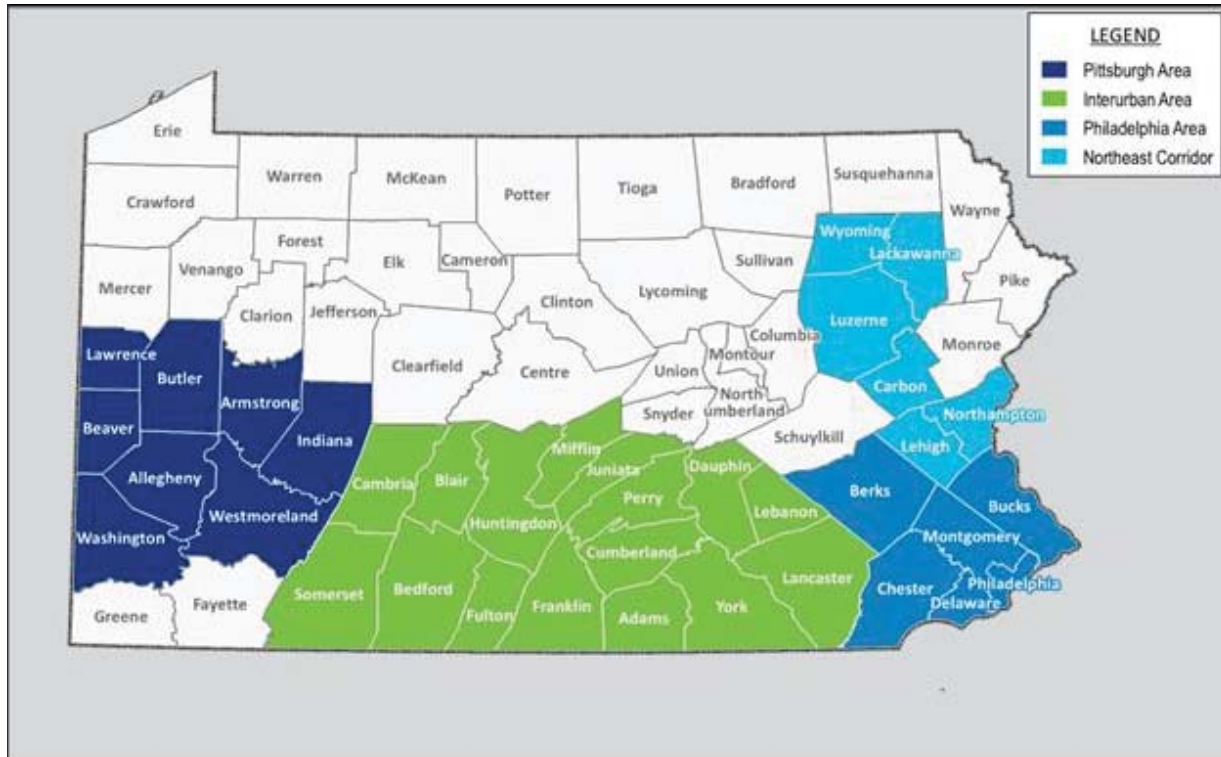 LEGEND
Pittsburgh Area
Interurban Area
Philadelphia Area
Northeast Corridor
Erie
Crawford
Warren
McKean
Potter
Tioga
Bradford
Susquehanna
Wayne
Wyoming
Lackawanna
Forest
Elk
Cameron
Sullivan
Venango
Mercer
Clinton
Lycoming
Pike
Clarion
Jefferson
Luzerne
Columbia
Monroe
Lawrence
Butler
Clearfield
Centre
Union
Montour
Carbon
Armstrong
North
umberland
Snyder
Northampton
Beaver
Indiana
Schuylkill
Lehigh
Mifflin
Allegheny
Juniata
Dauphin
Cambria
Blair
Perry
Berks
Bucks
Westmoreland
Huntingdon
Lebanon
Washington
Montgomery
Cumberland
Lancaster
Chester
Philadelphia
Somerset
Bedford
Fulton
Franklin
Adams
York
Delaware
Greene
Fayette